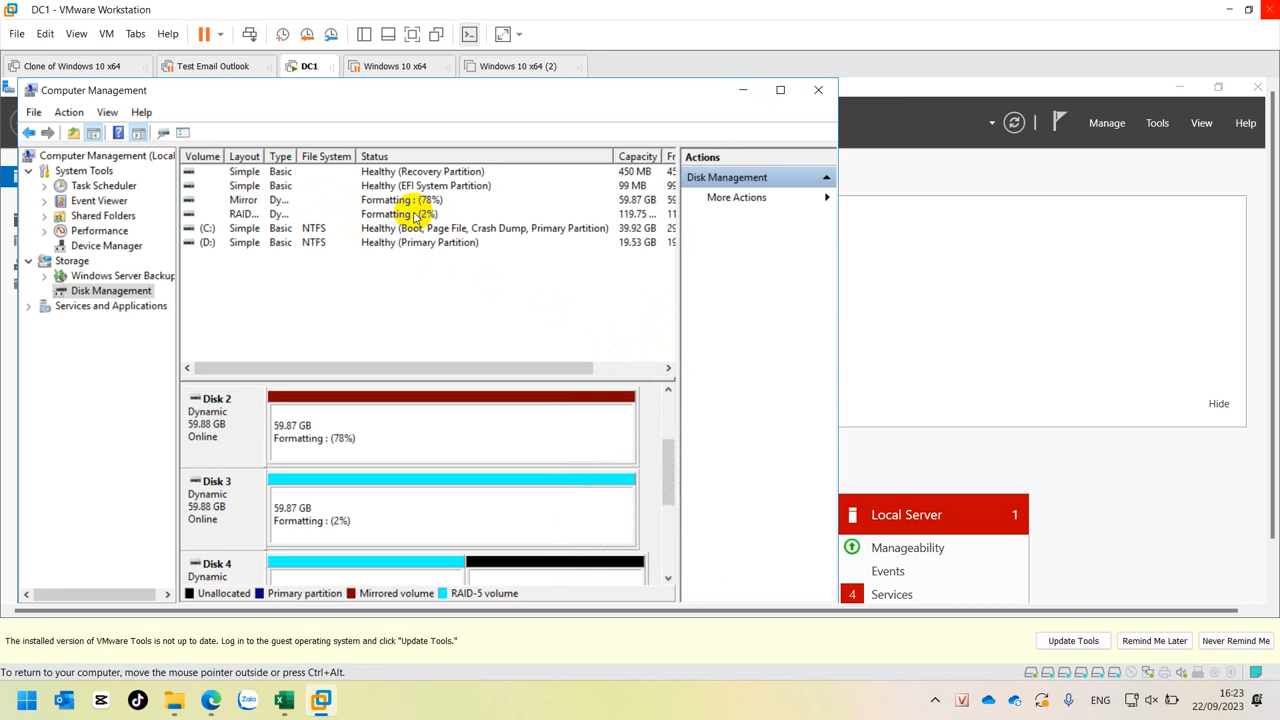 DC1 - VMware Workstation
File Edit View VM Tabs Help
Clone of Windows 10 x64 Test Email Outlook DC1 Windows 10 x64 Windows 10 x64 (2)
Computer Management
File Action View Help
Manage Tools View Help
Computer Management (Local
System Tools
Task Scheduler
Event Viewer
Shared Folders
Performance
Device Manager
Storage
Windows Server Backup
Disk Management
Services and Applications
Volume Layout Type File System Status Capacity Fr
Simple Basic Healthy (Recovery Partition) 450 MB 45
Simple Basic Healthy (EFI System Partition) 99 MB 99
Mirror Dy... Formatting : (78%) 59.87 GB 59
RAID... Dy... Formatting : (2%) 119.75 ... 11
(C:) Simple Basic NTFS Healthy (Boot, Page File, Crash Dump, Primary Partition) 39.92 GB 29
(D:) Simple Basic NTFS Healthy (Primary Partition) 19.53 GB 19
Actions
Disk Management
More Actions
Disk 2
Dynamic
59.88 GB
Online
59.87 GB
Formatting : (78%)
Disk 3
Dynamic
59.88 GB
Online
59.87 GB
Formatting : (2%)
Disk 4
Dynamic
Unallocated Primary partition Mirrored volume RAID-5 volume
Hide
Local Server 1
Manageability
Events
4 Services
The installed version of VMware Tools is not up to date. Log in to the guest operating system and click "Update Tools."
Update Tools Remind Me Later Never Remind Me
To return to your computer, move the mouse pointer outside or press Ctrl+Alt.
Zalo
V
ENG
16:23
22/09/2023